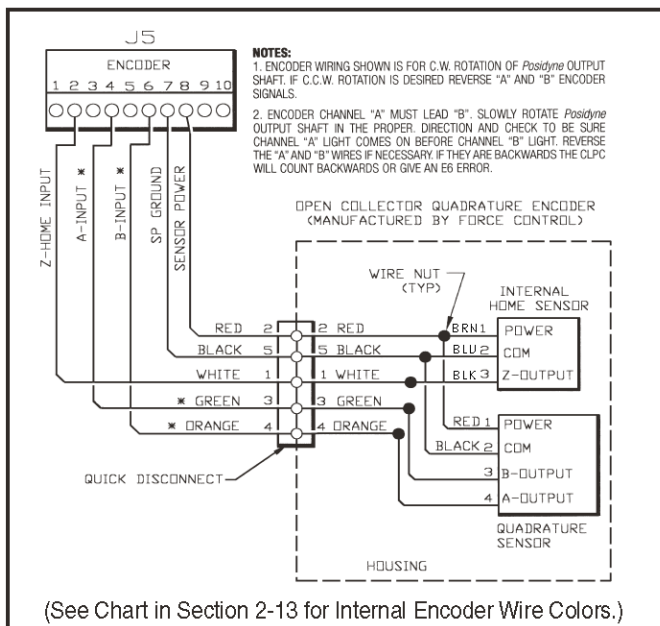 J5
ENCODER
1 2 3 4 5 6 7 8 9 10
NOTES:
1. ENCODER WIRING SHOWN IS FOR C.W. ROTATION OF Posidyne OUTPUT
SHAFT. IF C.C.W. ROTATION IS DESIRED REVERSE "A" AND "B" ENCODER
SIGNALS.
2. ENCODER CHANNEL "A" MUST LEAD "B". SLOWLY ROTATE Posidyne
OUTPUT SHAFT IN THE PROPER. DIRECTION AND CHECK TO BE SURE
CHANNEL "A" LIGHT COMES ON BEFORE CHANNEL "B" LIGHT. REVERSE
THE "A" AND "B" WIRES IF NECESSARY. IF THEY ARE BACKWARDS THE CLPC
WILL COUNT BACKWARDS OR GIVE AN E6 ERROR.
Z-HOME INPUT
A-INPUT *
B-INPUT *
SP GROUND
SENSOR POWER
OPEN COLLECTOR QUADRATURE ENCODER
(MANUFACTURED BY FORCE CONTROL)
WIRE NUT
(TYP)
INTERNAL
HOME SENSOR
RED 2 2 RED BRN 1 POWER
BLACK 5 5 BLACK BLU 2 COM
WHITE 1 1 WHITE BLK 3 Z-OUTPUT
* GREEN 3 3 GREEN
* ORANGE 4 4 ORANGE
RED 1 POWER
BLACK 2 COM
3 B-OUTPUT
4 A-OUTPUT
QUICK DISCONNECT
QUADRATURE
SENSOR
HOUSING
(See Chart in Section 2-13 for Internal Encoder Wire Colors.)